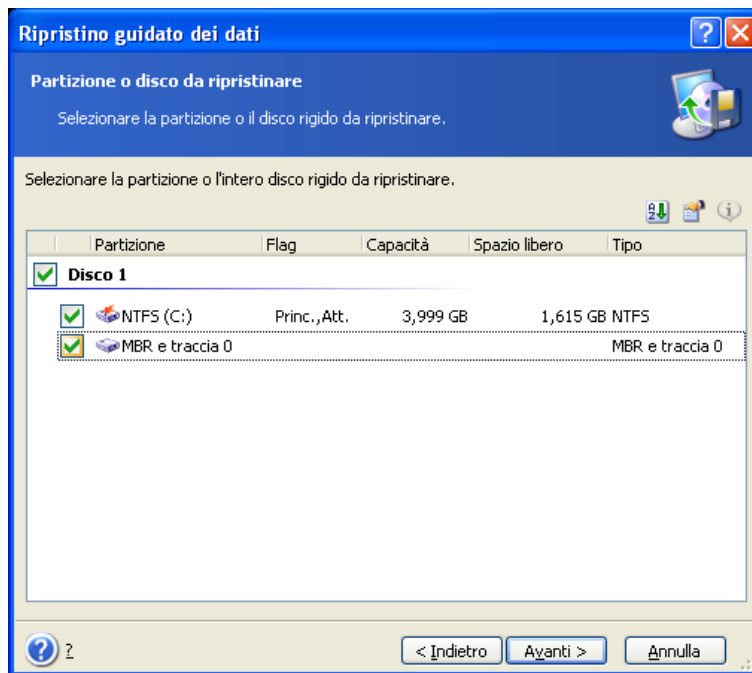 Ripristino guidato dei dati
Partizione o disco da ripristinare
Selezionare la partizione o il disco rigido da ripristinare.
Selezionare la partizione o l'intero disco rigido da ripristinare.
Partizione Flag Capacità Spazio libero Tipo
Disco 1
NTFS (C:) Princ.,Att. 3,999 GB 1,615 GB NTFS
MBR e traccia 0 MBR e traccia 0
? < Indietro Avanti > Annulla